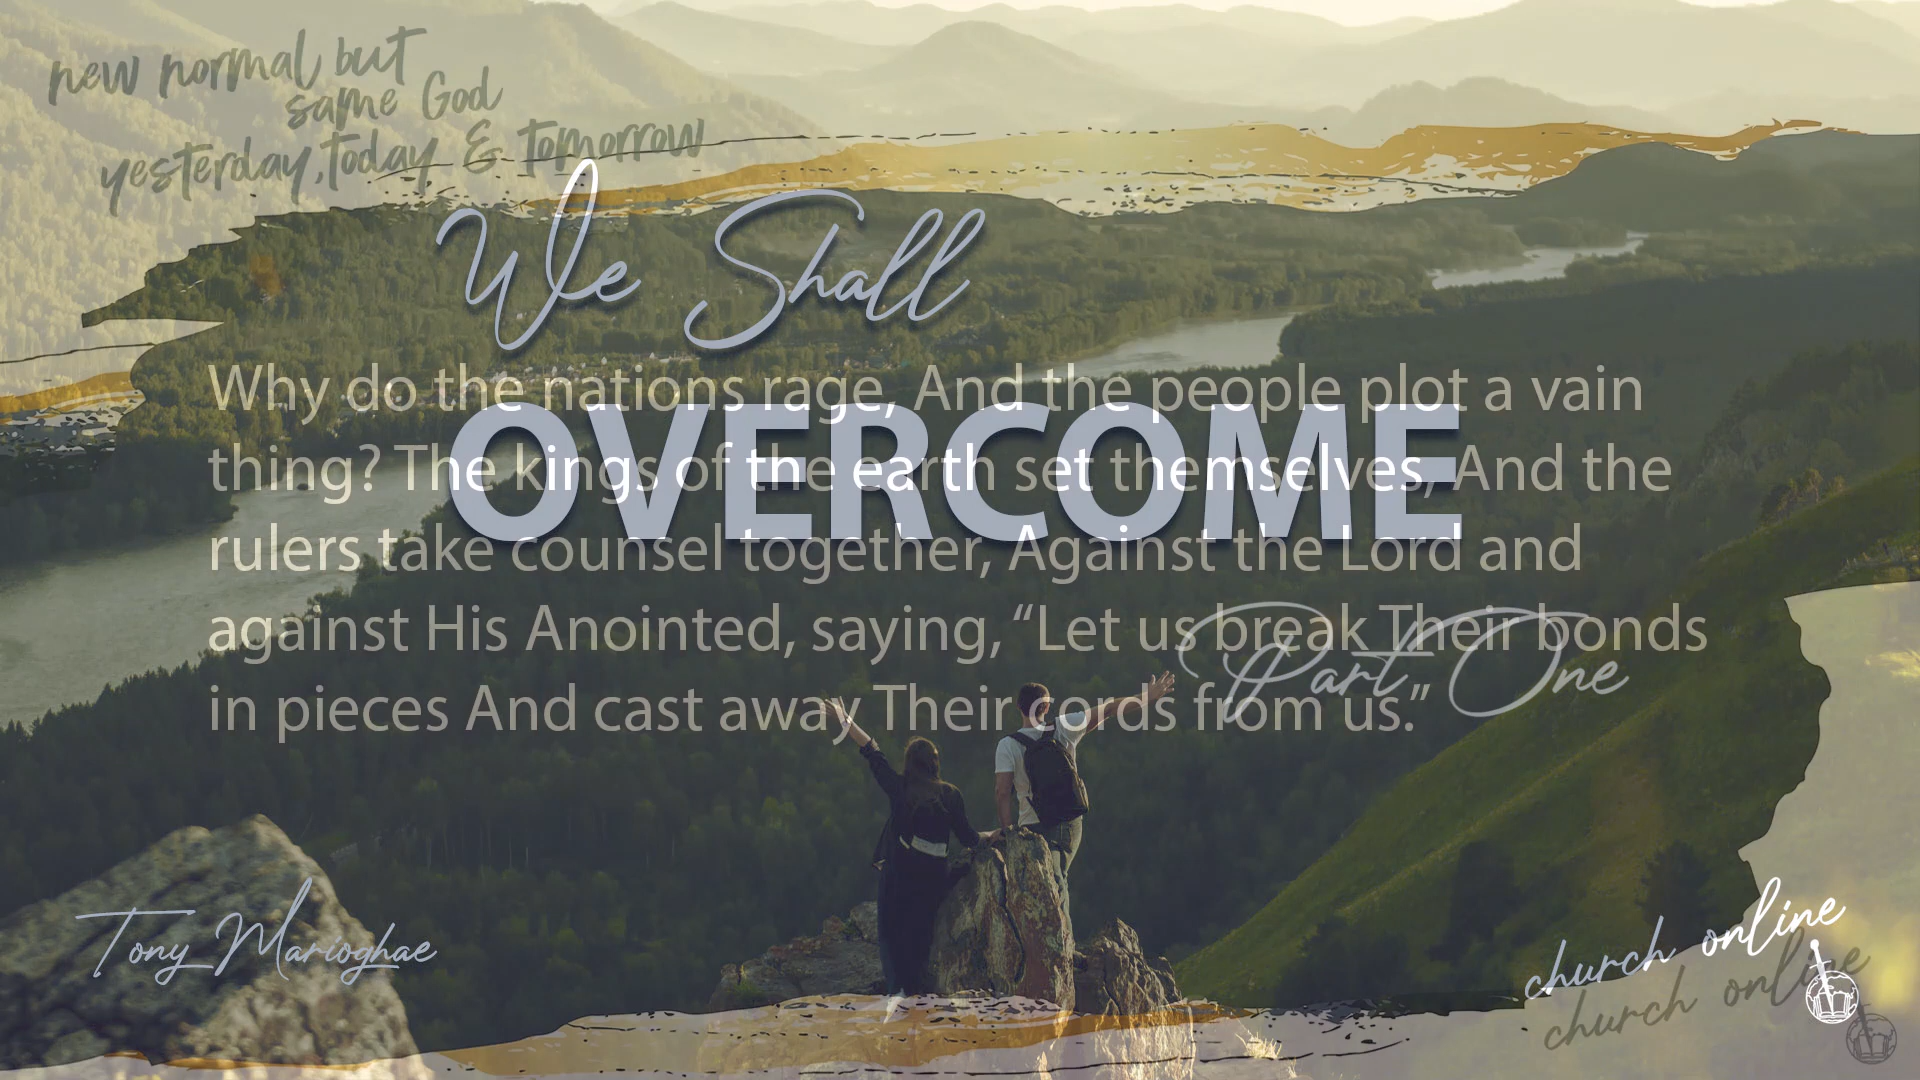 new normal but
same God
yesterday, today & tomorrow
We Shall
OVERCOME
Part One
Why do the nations rage, And the people plot a vain
thing? The kings of the earth set themselves, And the
rulers take counsel together, Against the Lord and
against His Anointed, saying, “Let us break Their bonds
in pieces And cast away Their cords from us.”
Tony Marioghae
church online
church online